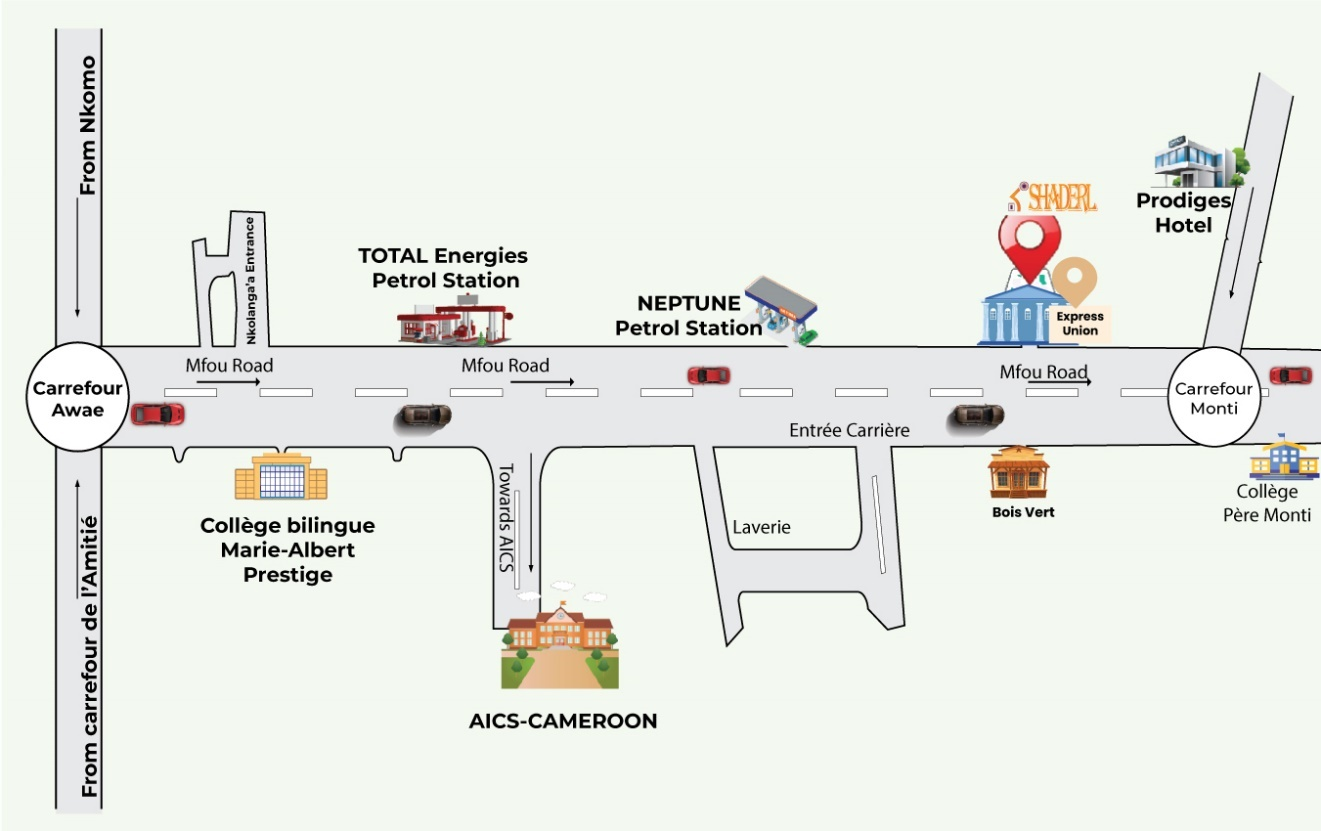 From Nkomo
Nkolanga'a Entrance
TOTAL Energies
Petrol Station
NEPTUNE
Petrol Station
SHADERL
Express
Union
Prodiges
Hotel
Carrefour
Awae
Mfou Road
Mfou Road
Mfou Road
Carrefour
Monti
Entrée Carrière
Towards AICS
Laverie
Bois Vert
Collège
Père Monti
Collège bilingue
Marie-Albert
Prestige
From carrefour de l'Amitié
AICS-CAMEROON